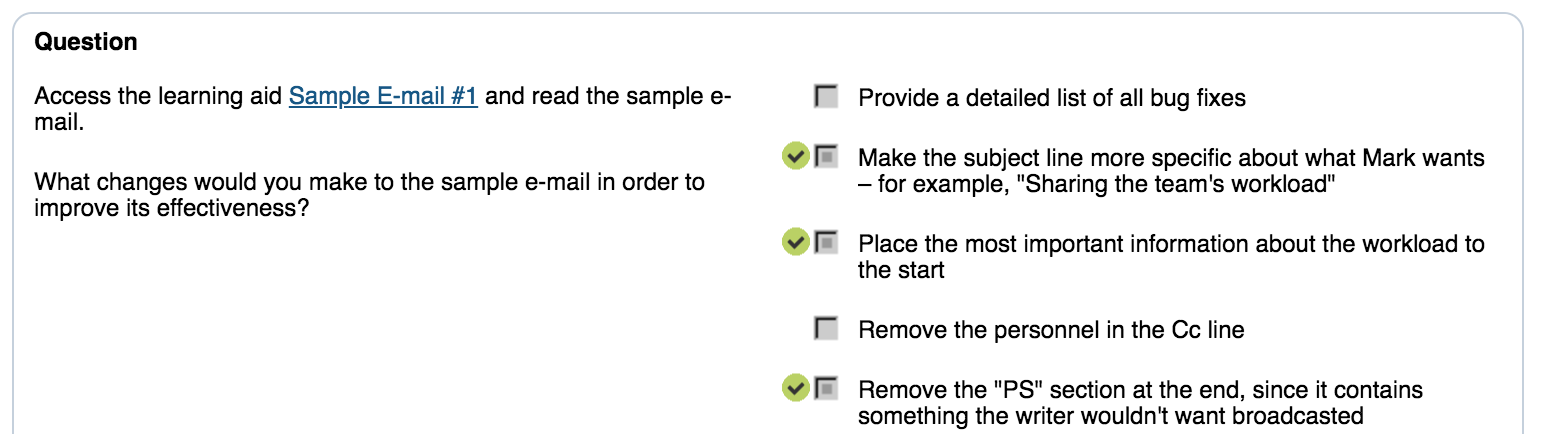 Question
Access the learning aid Sample E-mail #1 and read the sample e-
mail.
What changes would you make to the sample e-mail in order to
improve its effectiveness?
Provide a detailed list of all bug fixes
Make the subject line more specific about what Mark wants
– for example, "Sharing the team's workload"
Place the most important information about the workload to
the start
Remove the personnel in the Cc line
Remove the "PS" section at the end, since it contains
something the writer wouldn't want broadcasted